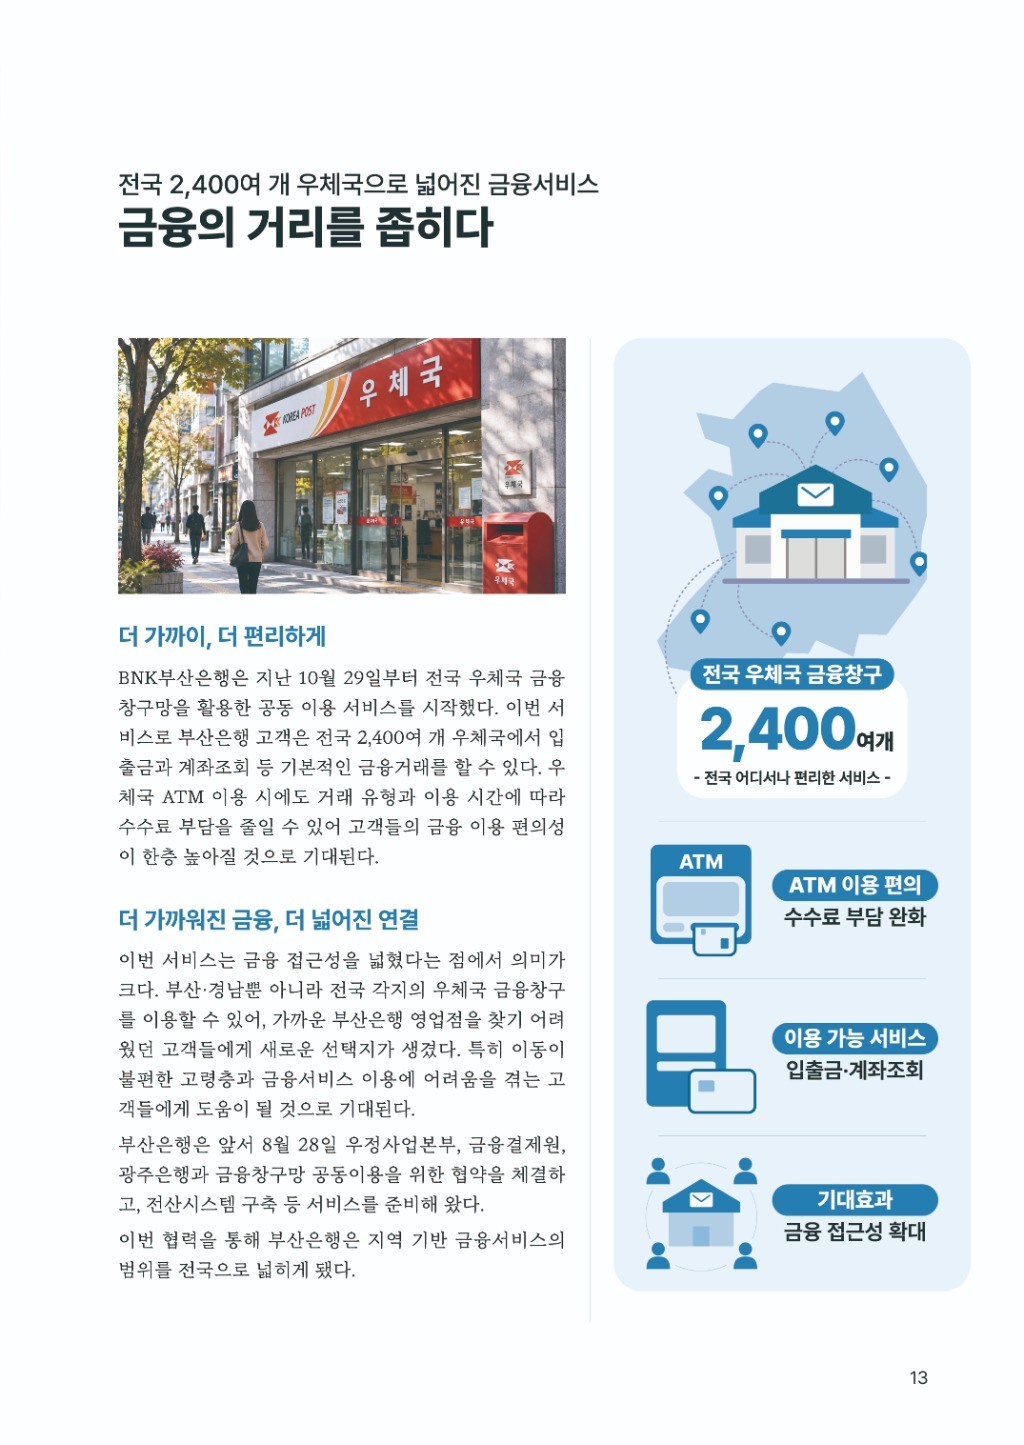 전국 2,400여 개 우체국으로 넓어진 금융서비스
금융의 거리를 좁히다
KOREA POST
우체국
우체국
우체국
더 가까이, 더 편리하게
BNK부산은행은 지난 10월 29일부터 전국 우체국 금융
창구망을 활용한 공동 이용 서비스를 시작했다. 이번 서
비스로 부산은행 고객은 전국 2,400여 개 우체국에서 입
출금과 계좌조회 등 기본적인 금융거래를 할 수 있다. 우
체국 ATM 이용 시에도 거래 유형과 이용 시간에 따라
수수료 부담을 줄일 수 있어 고객들의 금융 이용 편의성
이 한층 높아질 것으로 기대된다.
더 가까워진 금융, 더 넓어진 연결
이번 서비스는 금융 접근성을 넓혔다는 점에서 의미가
크다. 부산·경남뿐 아니라 전국 각지의 우체국 금융창구
를 이용할 수 있어, 가까운 부산은행 영업점을 찾기 어려
웠던 고객들에게 새로운 선택지가 생겼다. 특히 이동이
불편한 고령층과 금융서비스 이용에 어려움을 겪는 고
객들에게 도움이 될 것으로 기대된다.
부산은행은 앞서 8월 28일 우정사업본부, 금융결제원,
광주은행과 금융창구망 공동이용을 위한 협약을 체결하
고, 전산시스템 구축 등 서비스를 준비해 왔다.
이번 협력을 통해 부산은행은 지역 기반 금융서비스의
범위를 전국으로 넓히게 됐다.
전국 우체국 금융창구
2,400여개
- 전국 어디서나 편리한 서비스 -
ATM
ATM 이용 편의
수수료 부담 완화
이용 가능 서비스
입출금·계좌조회
기대효과
금융 접근성 확대
13